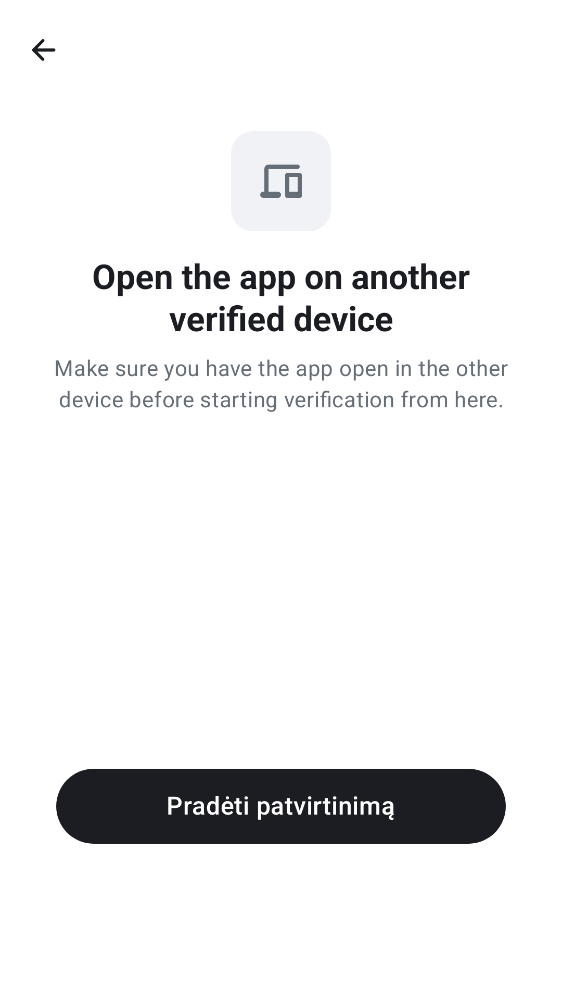 Open the app on another
verified device
Make sure you have the app open in the other
device before starting verification from here.
Pradėti patvirtinimą